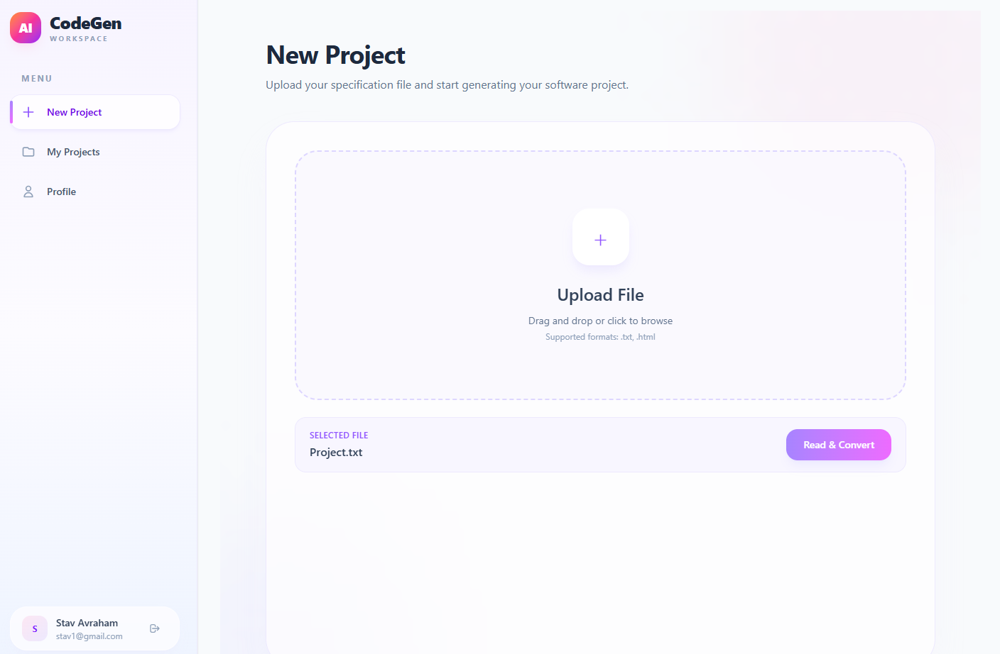 AI
CodeGen
WORKSPACE
MENU
New Project
My Projects
Profile
Stav Avraham
stav1@gmail.com
S
New Project
Upload your specification file and start generating your software project.
Upload File
Drag and drop or click to browse
Supported formats: .txt, .html
SELECTED FILE
Project.txt
Read & Convert